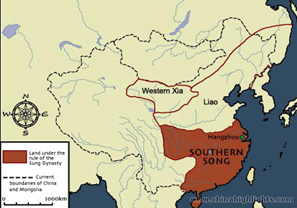 Western Xia
Liao
Hangzhou
SOUTHERN
SONG
Land under
the rule of the
Sung Dynasty
Current
boundaries of China
and Mongolia
0
1000km
www.chinahighlights.com